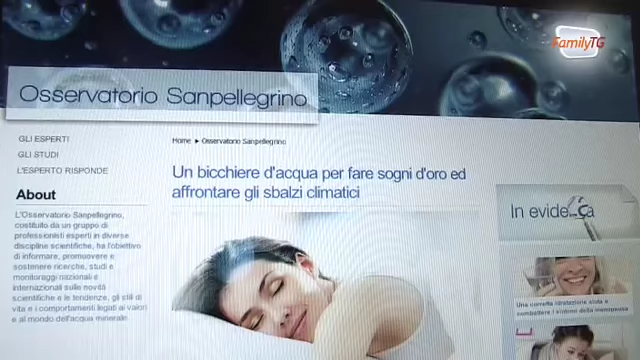 FamilyTG
Osservatorio Sanpellegrino
GLI ESPERTI
GLI STUDI
L'ESPERTO RISPONDE
Home ► Osservatorio Sanpellegrino
Un bicchiere d'acqua per fare sogni d'oro ed
affrontare gli sbalzi climatici
About
L'Osservatorio Sanpellegrino,
costituito da un gruppo di
professionisti esperti in diverse
discipline scientifiche, ha l'obiettivo
di informare, promuovere e
sostenere ricerche, studi e
monitoraggi nazionali e
internazionali sulle novità
scientifiche e le tendenze, gli stili di
vita e i comportamenti legati ai valori
e al mondo dell'acqua minerale.
In evidenza
Una corretta idratazione aiuta a
combattere i sintomi della menopausa